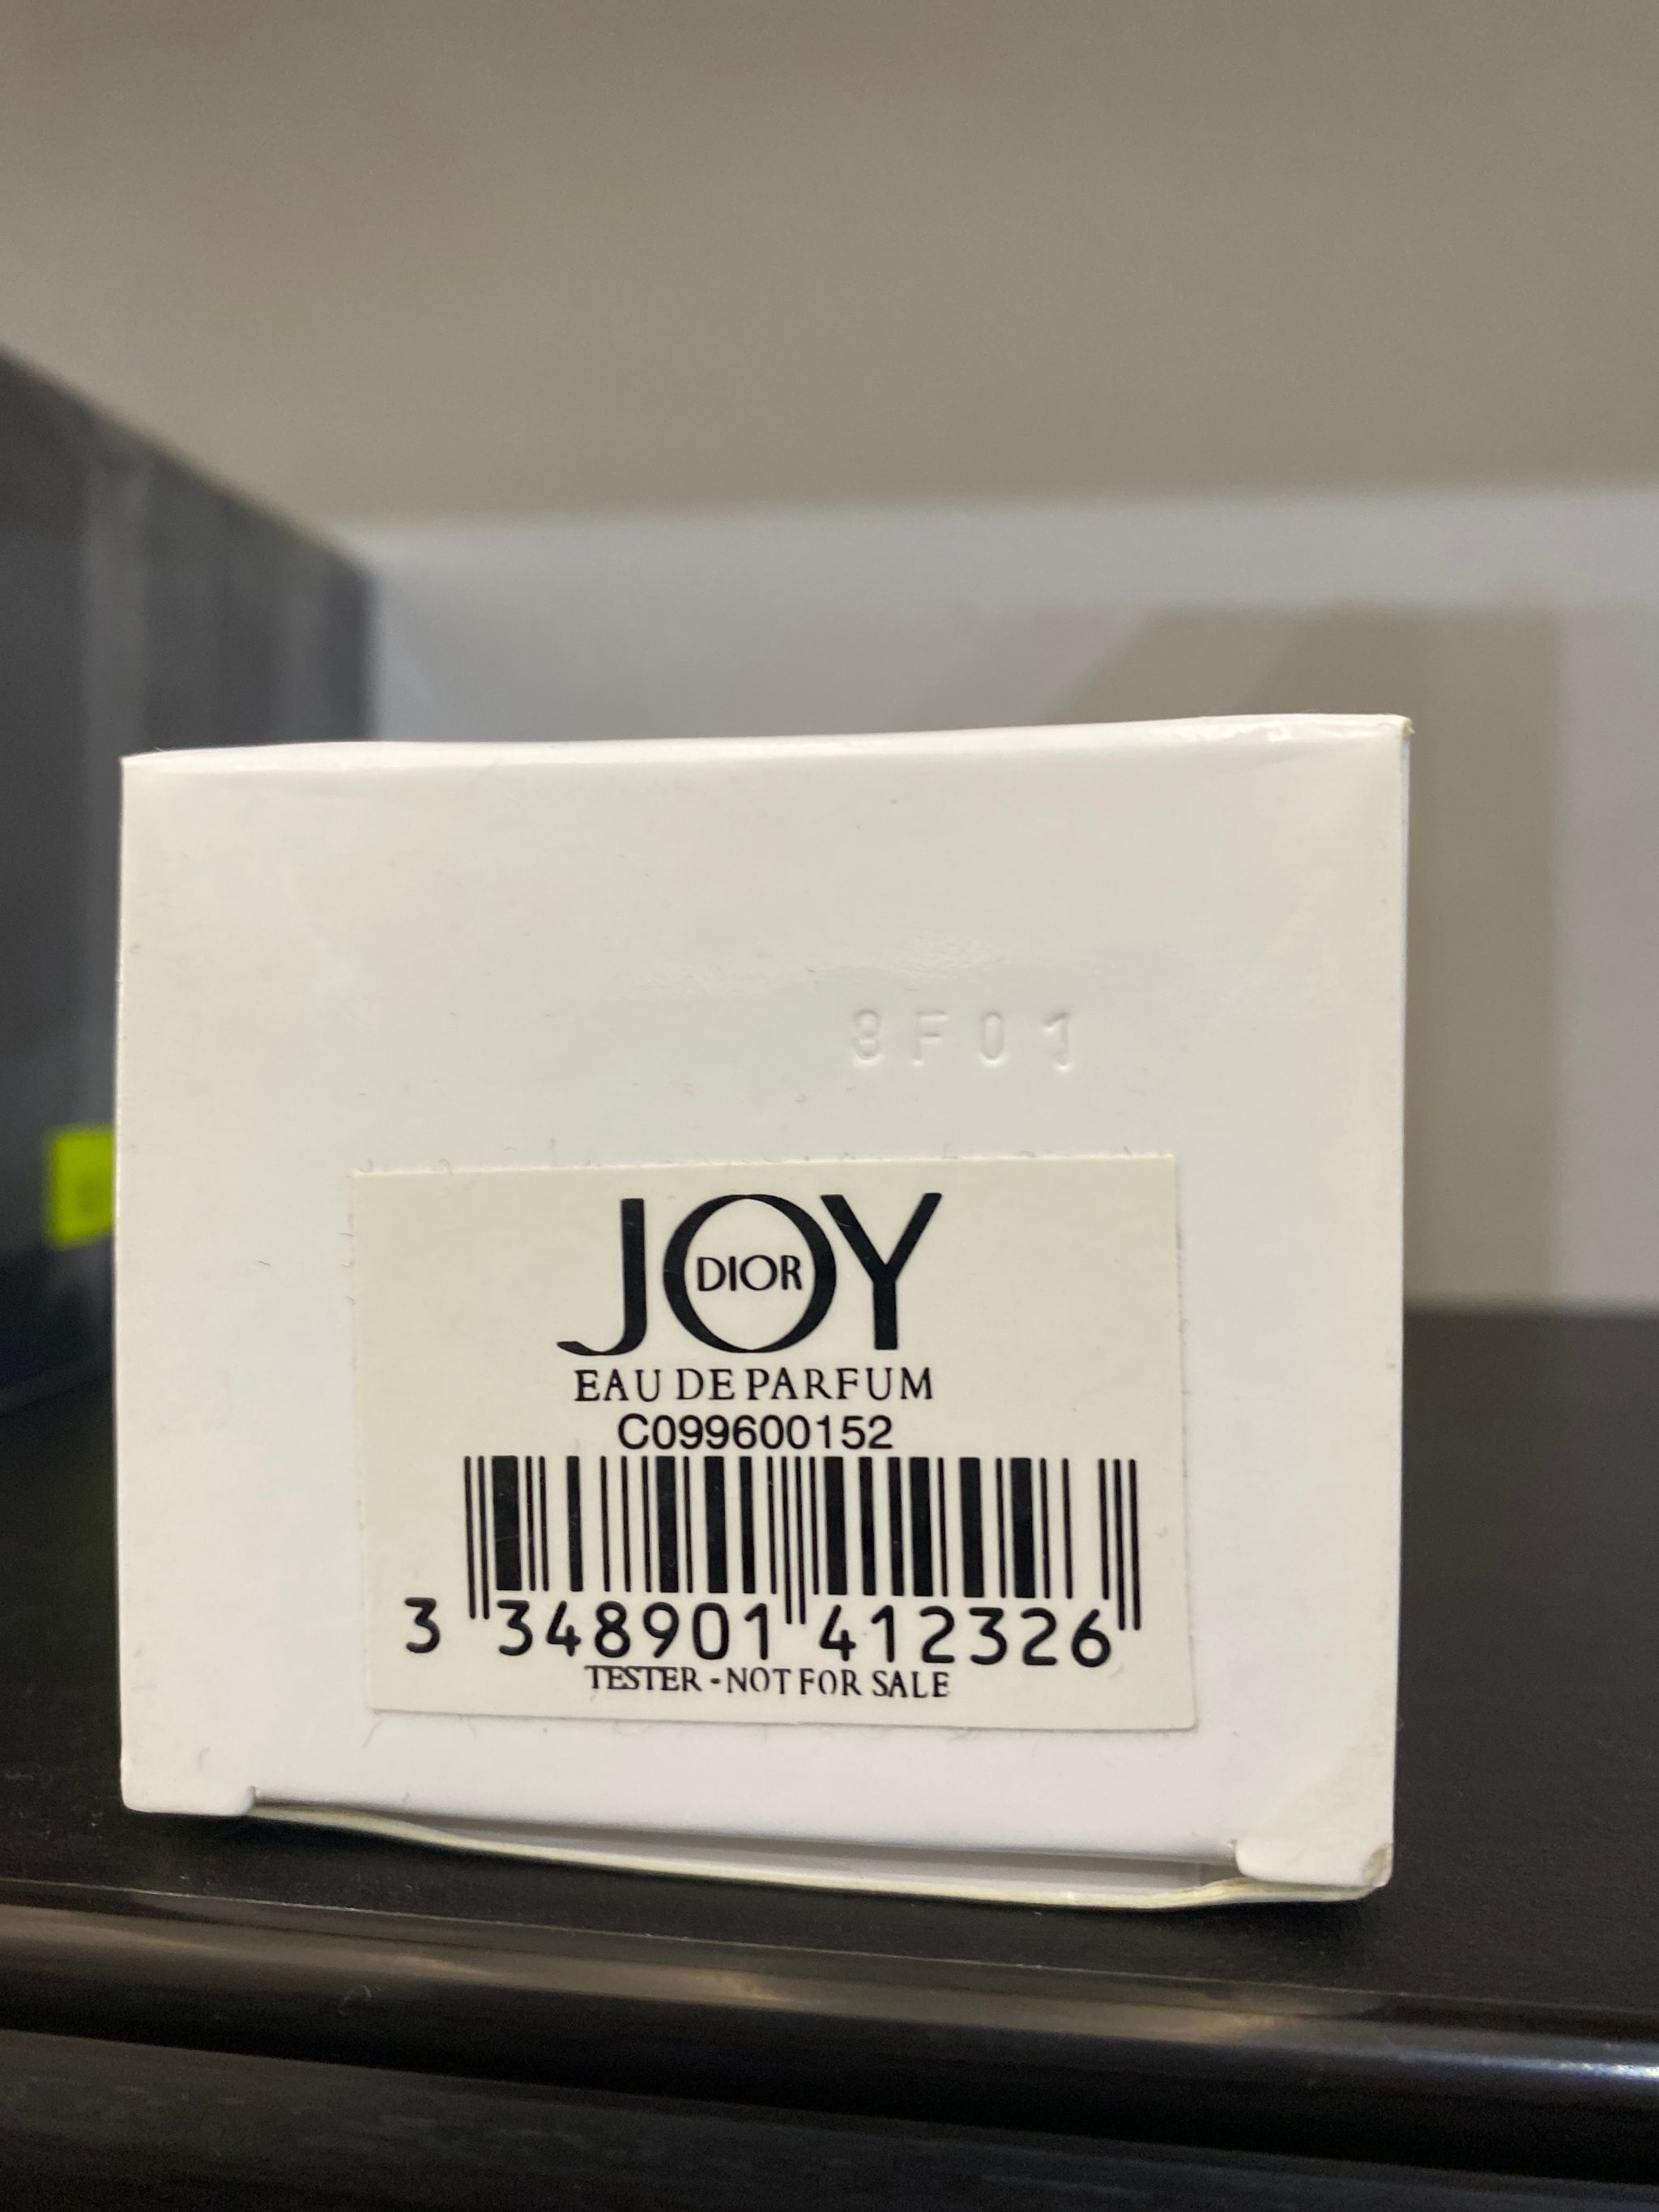 8F01
JOY
DIOR
EAU DE PARFUM
C099600152
3 348901 412326
TESTER - NOT FOR SALE